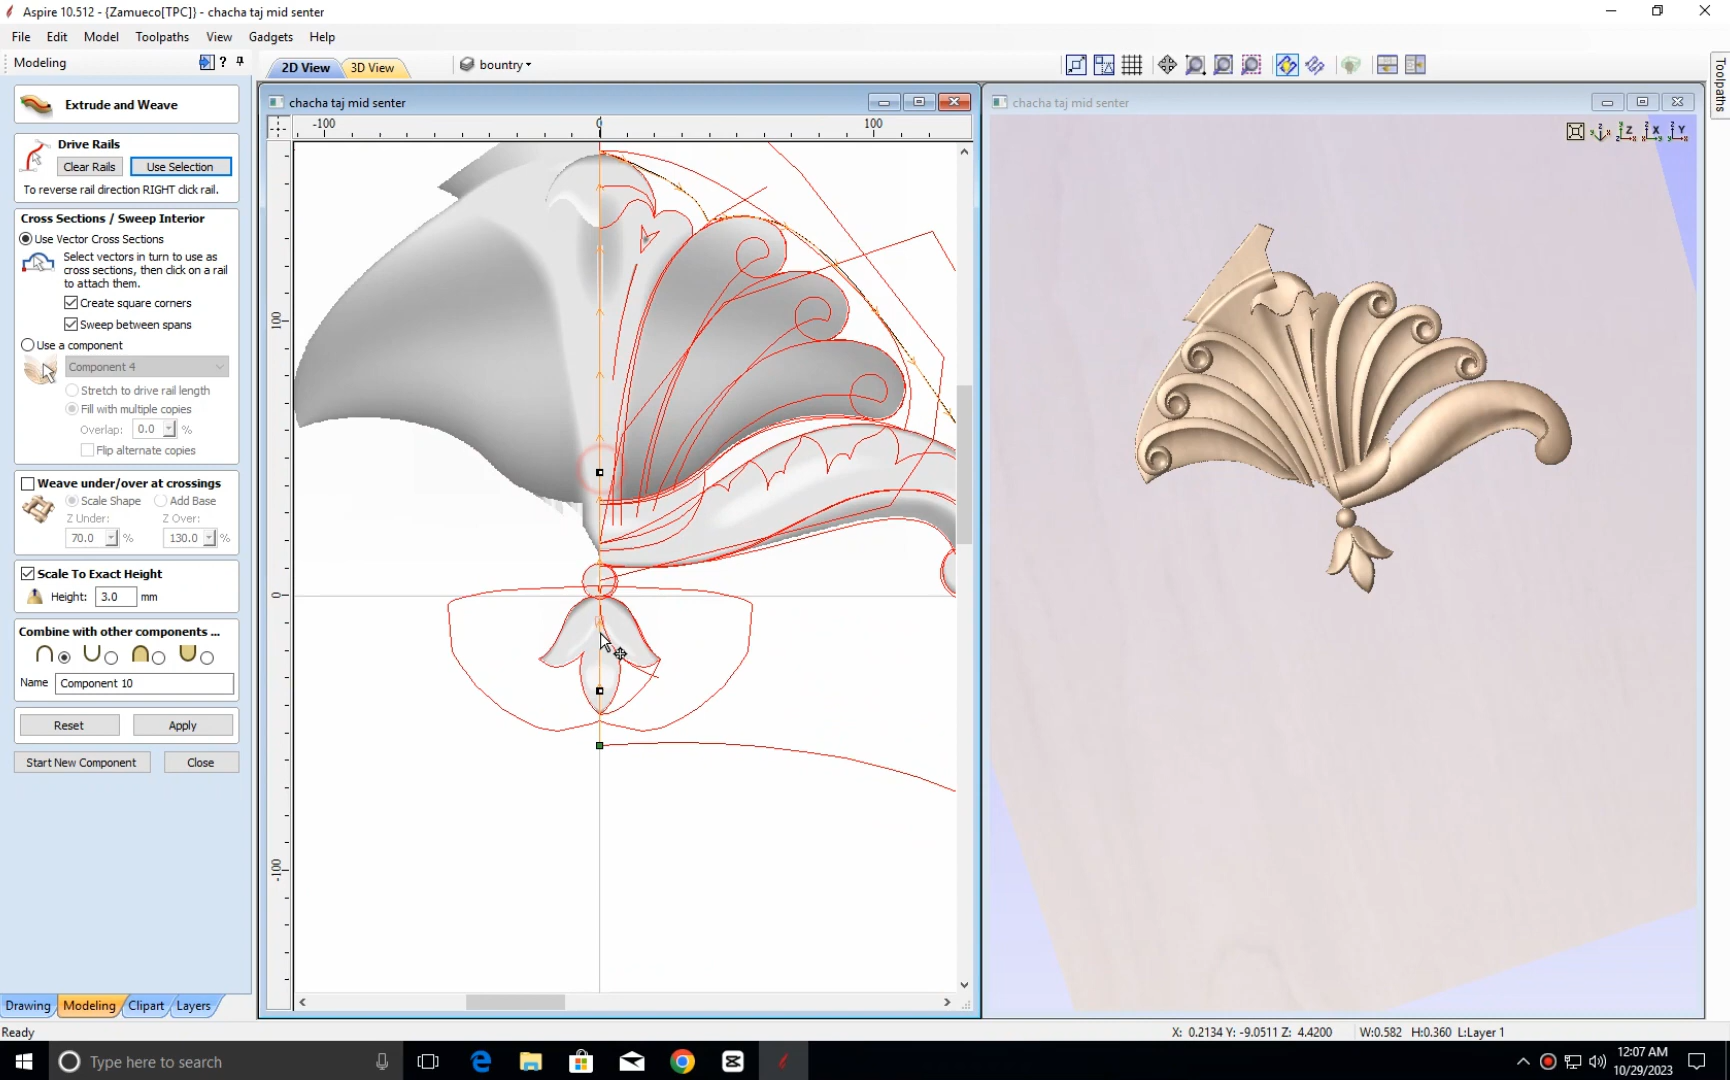 Aspire 10.512 - {Zamueco[TPC]} - chacha taj mid senter
File Edit Model Toolpaths View Gadgets Help
Modeling ?
2D View 3D View bountry
Toolpaths
Extrude and Weave
Drive Rails
Clear Rails Use Selection
To reverse rail direction RIGHT click rail.
Cross Sections / Sweep Interior
Use Vector Cross Sections
Select vectors in turn to use as
cross sections, then click on a rail
to attach them.
Create square corners
Sweep between spans
Use a component
Component 4
Stretch to drive rail length
Fill with multiple copies
Overlap: 0.0 %
Flip alternate copies
Weave under/over at crossings
Scale Shape Add Base
Z Under: Z Over:
70.0 % 130.0 %
Scale To Exact Height
Height: 3.0 mm
Combine with other components ...
Name Component 10
Reset Apply
Start New Component Close
Drawing Modeling Clipart Layers
chacha taj mid senter
-100 0 100
100
0
-100
chacha taj mid senter
Z X Y
Ready
X: 0.2134 Y: -9.0511 Z: 4.4200 W:0.582 H:0.360 L:Layer 1
Type here to search
12:07 AM
10/29/2023